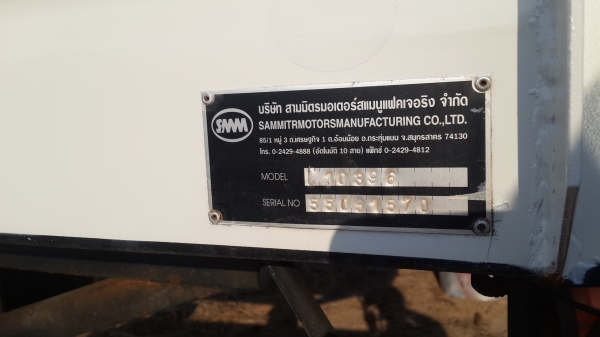 SMM
บริษัท สามมิตรมอเตอร์สแมนูแฟคเจอริง จำกัด
SAMMITRMOTORSMANUFACTURING CO.,LTD.
85/1 หมู่ 3 ถ.เศรษฐกิจ 1 ต.อ้อมน้อย อ.กระทุ่มแบน จ.สมุทรสาคร 74130
โทร. 0-2429-4888 (อัตโนมัติ 10 สาย) แฟ็กซ์ 0-2429-4812
MODEL
SERIAL NO